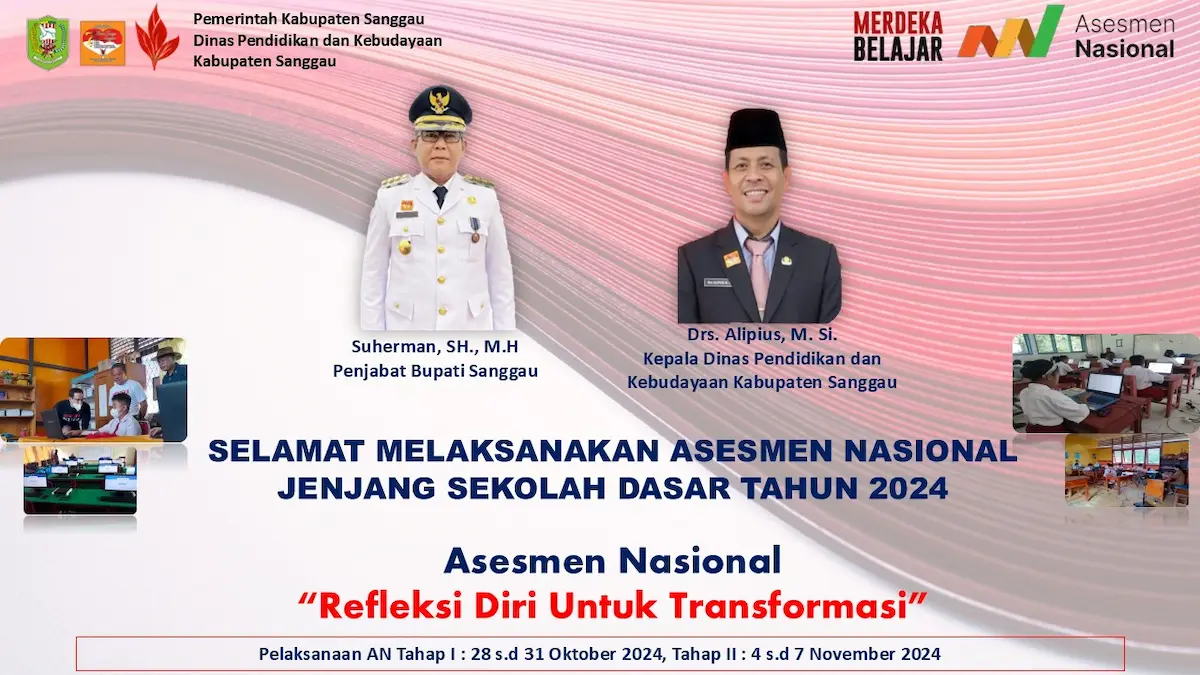 Pemerintah Kabupaten Sanggau
Dinas Pendidikan dan Kebudayaan
Kabupaten Sanggau
MERDEKA
BELAJAR
Asesmen
Nasional
Suherman, SH., M.H
Penjabat Bupati Sanggau
Drs. Alipius, M. Si.
Kepala Dinas Pendidikan dan
Kebudayaan Kabupaten Sanggau
SELAMAT MELAKSANAKAN ASESMEN NASIONAL
JENJANG SEKOLAH DASAR TAHUN 2024
Asesmen Nasional
“Refleksi Diri Untuk Transformasi”
Pelaksanaan AN Tahap I : 28 s.d 31 Oktober 2024, Tahap II : 4 s.d 7 November 2024